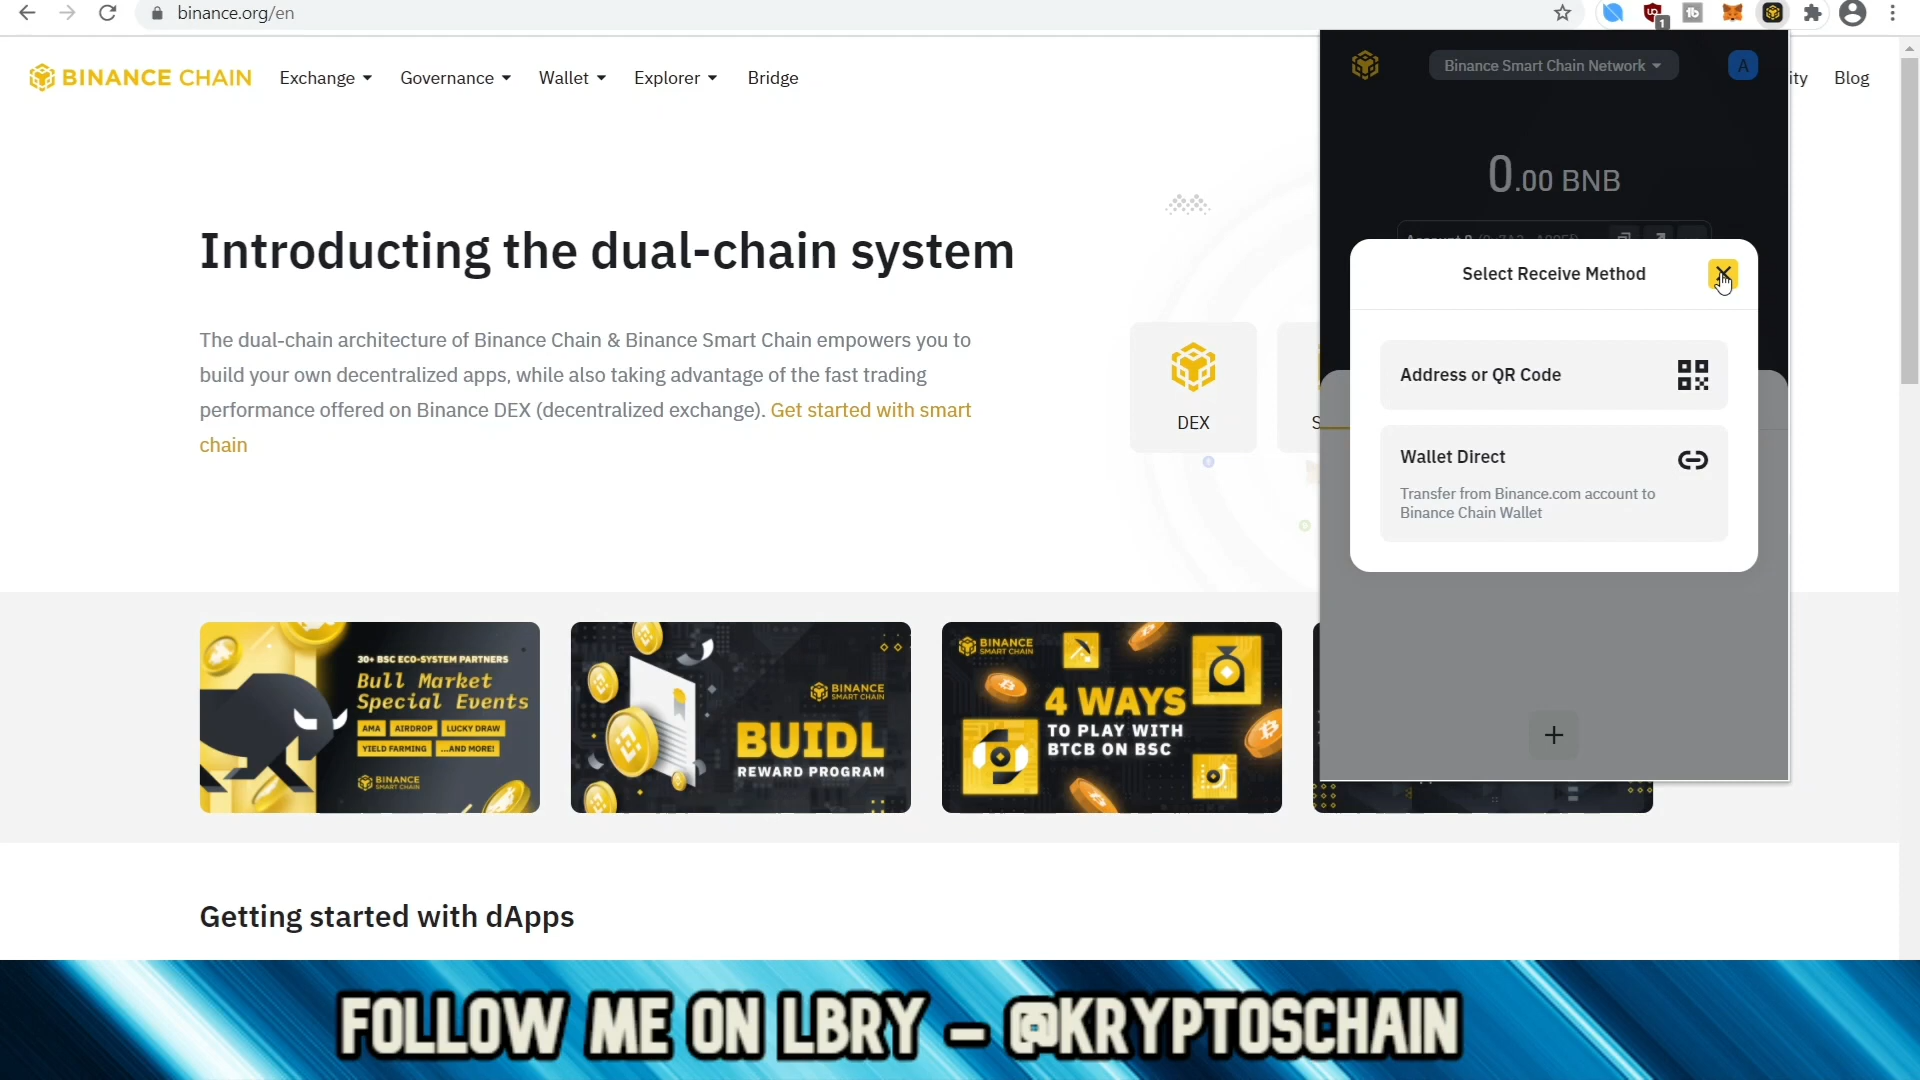 binance.org/en
1
BINANCE CHAIN
Exchange
Governance
Wallet
Explorer
Bridge
ity
Blog
Binance Smart Chain Network
A
0.00 BNB
Select Receive Method
Address or QR Code
Wallet Direct
Transfer from Binance.com account to
Binance Chain Wallet
+
Introducting the dual-chain system
The dual-chain architecture of Binance Chain & Binance Smart Chain empowers you to
build your own decentralized apps, while also taking advantage of the fast trading
performance offered on Binance DEX (decentralized exchange). Get started with smart
chain
DEX
S
30+ BSC ECO-SYSTEM PARTNERS
Bull Market
Special Events
AMA AIRDROP LUCKY DRAW
YIELD FARMING ...AND MORE!
BINANCE
SMART CHAIN
BINANCE
SMART CHAIN
BUIDL
REWARD PROGRAM
BINANCE
SMART CHAIN
4 WAYS
TO PLAY WITH
BTCB ON BSC
Getting started with dApps
FOLLOW ME ON LBRY - @KRYPTOSCHAIN